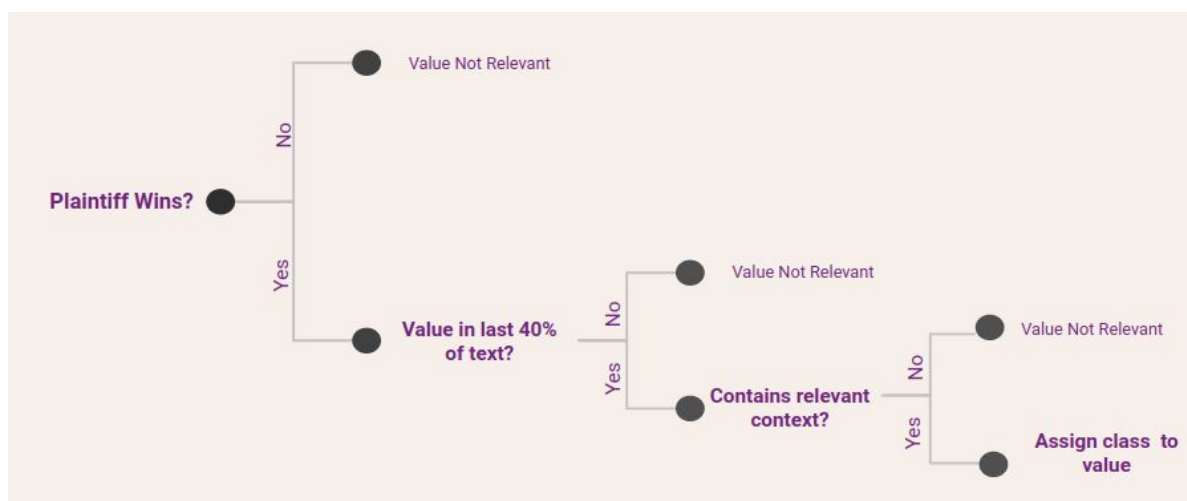 Value Not Relevant
No
Plaintiff Wins?
Yes
Value in last 40%
of text?
No
Value Not Relevant
Yes
Contains relevant
context?
No
Value Not Relevant
Yes
Assign class to
value